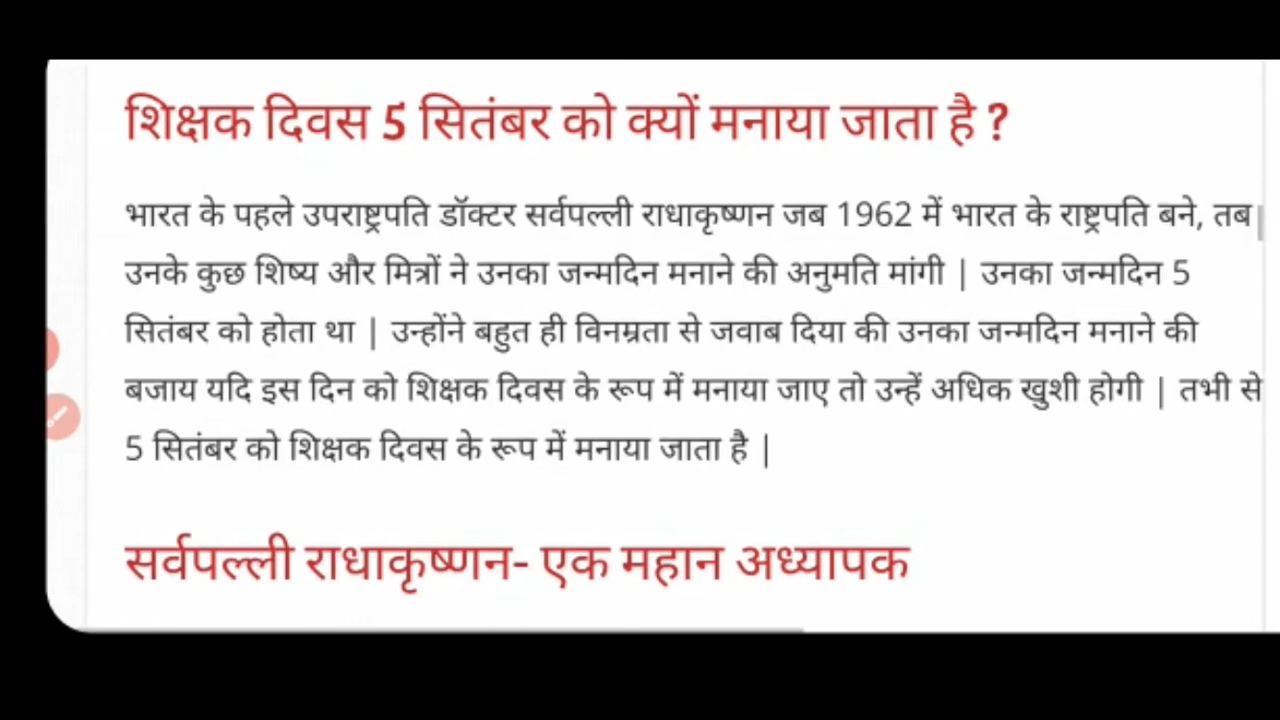 शिक्षक दिवस 5 सितंबर को क्यों मनाया जाता है ?
भारत के पहले उपराष्ट्रपति डॉक्टर सर्वपल्ली राधाकृष्णन जब 1962 में भारत के राष्ट्रपति बने, तब
उनके कुछ शिष्य और मित्रों ने उनका जन्मदिन मनाने की अनुमति मांगी | उनका जन्मदिन 5
सितंबर को होता था | उन्होंने बहुत ही विनम्रता से जवाब दिया की उनका जन्मदिन मनाने की
बजाय यदि इस दिन को शिक्षक दिवस के रूप में मनाया जाए तो उन्हें अधिक खुशी होगी | तभी से
5 सितंबर को शिक्षक दिवस के रूप में मनाया जाता है |
सर्वपल्ली राधाकृष्णन- एक महान अध्यापक